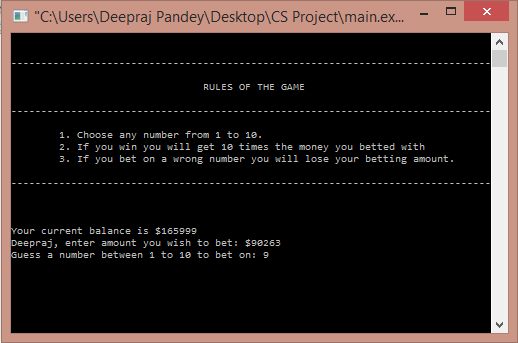 "C:\Users\Deepraj Pandey\Desktop\CS Project\main.ex...
RULES OF THE GAME
1. Choose any number from 1 to 10.
2. If you win you will get 10 times the money you betted with
3. If you bet on a wrong number you will lose your betting amount.
Your current balance is $165999
Deepraj, enter amount you wish to bet: $90263
Guess a number between 1 to 10 to bet on: 9